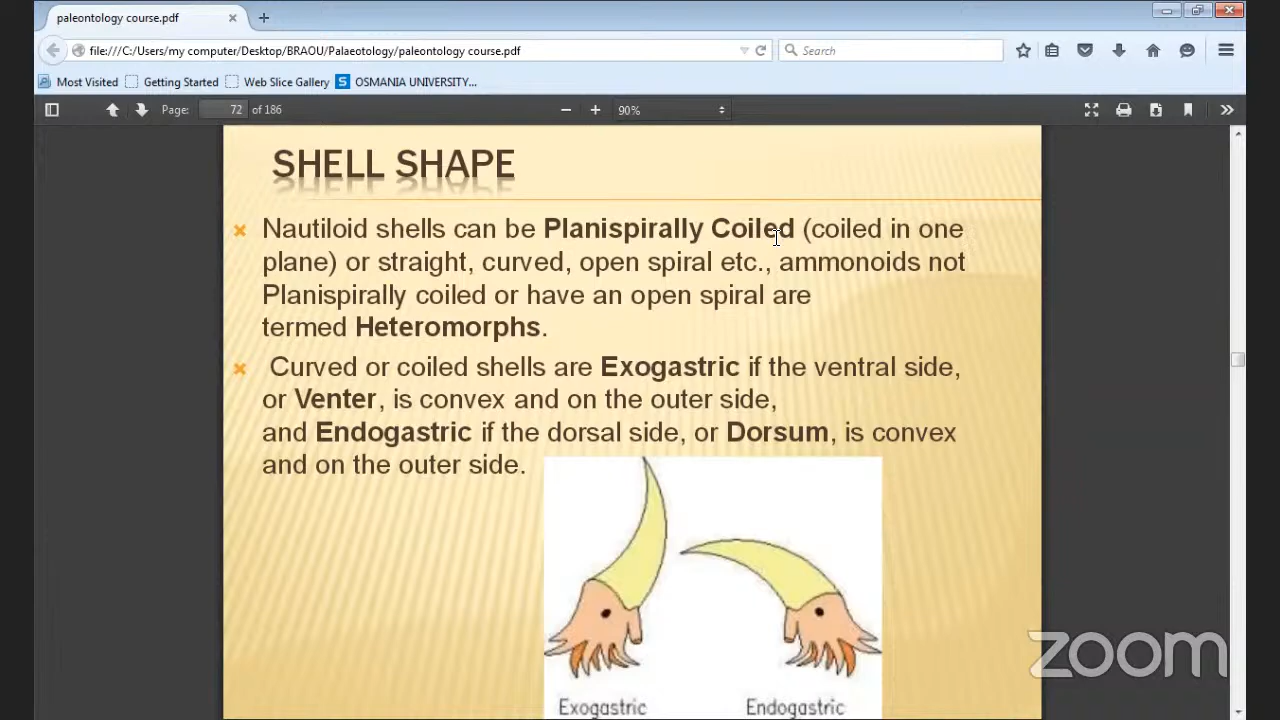 paleontology course.pdf
file:///C:/Users/my computer/Desktop/BRAOU/Palaeotology/paleontology course.pdf
Search
Most Visited Getting Started Web Slice Gallery S OSMANIA UNIVERSITY...
Page: 72 of 186 90%
SHELL SHAPE
Nautiloid shells can be Planispirally Coiled (coiled in one
plane) or straight, curved, open spiral etc., ammonoids not
Planispirally coiled or have an open spiral are
termed Heteromorphs.
Curved or coiled shells are Exogastric if the ventral side,
or Venter, is convex and on the outer side,
and Endogastric if the dorsal side, or Dorsum, is convex
and on the outer side.
Exogastric Endogastric
zoom